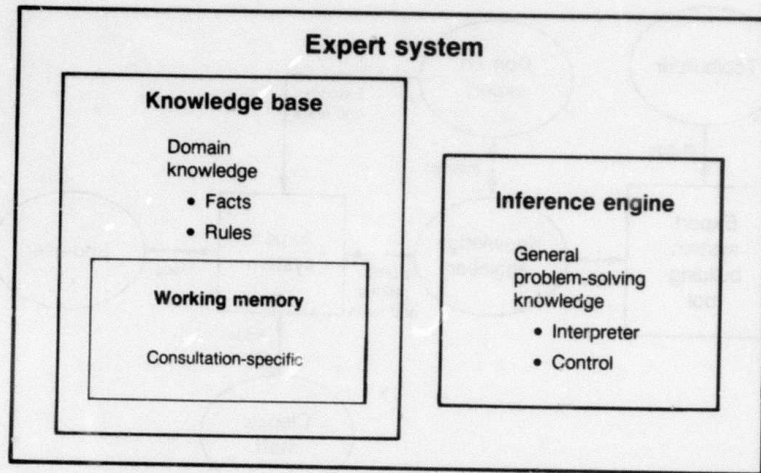 Expert system
Knowledge base
Domain
knowledge
• Facts
• Rules
Working memory
Consultation-specific
Inference engine
General
problem-solving
knowledge
• Interpreter
• Control